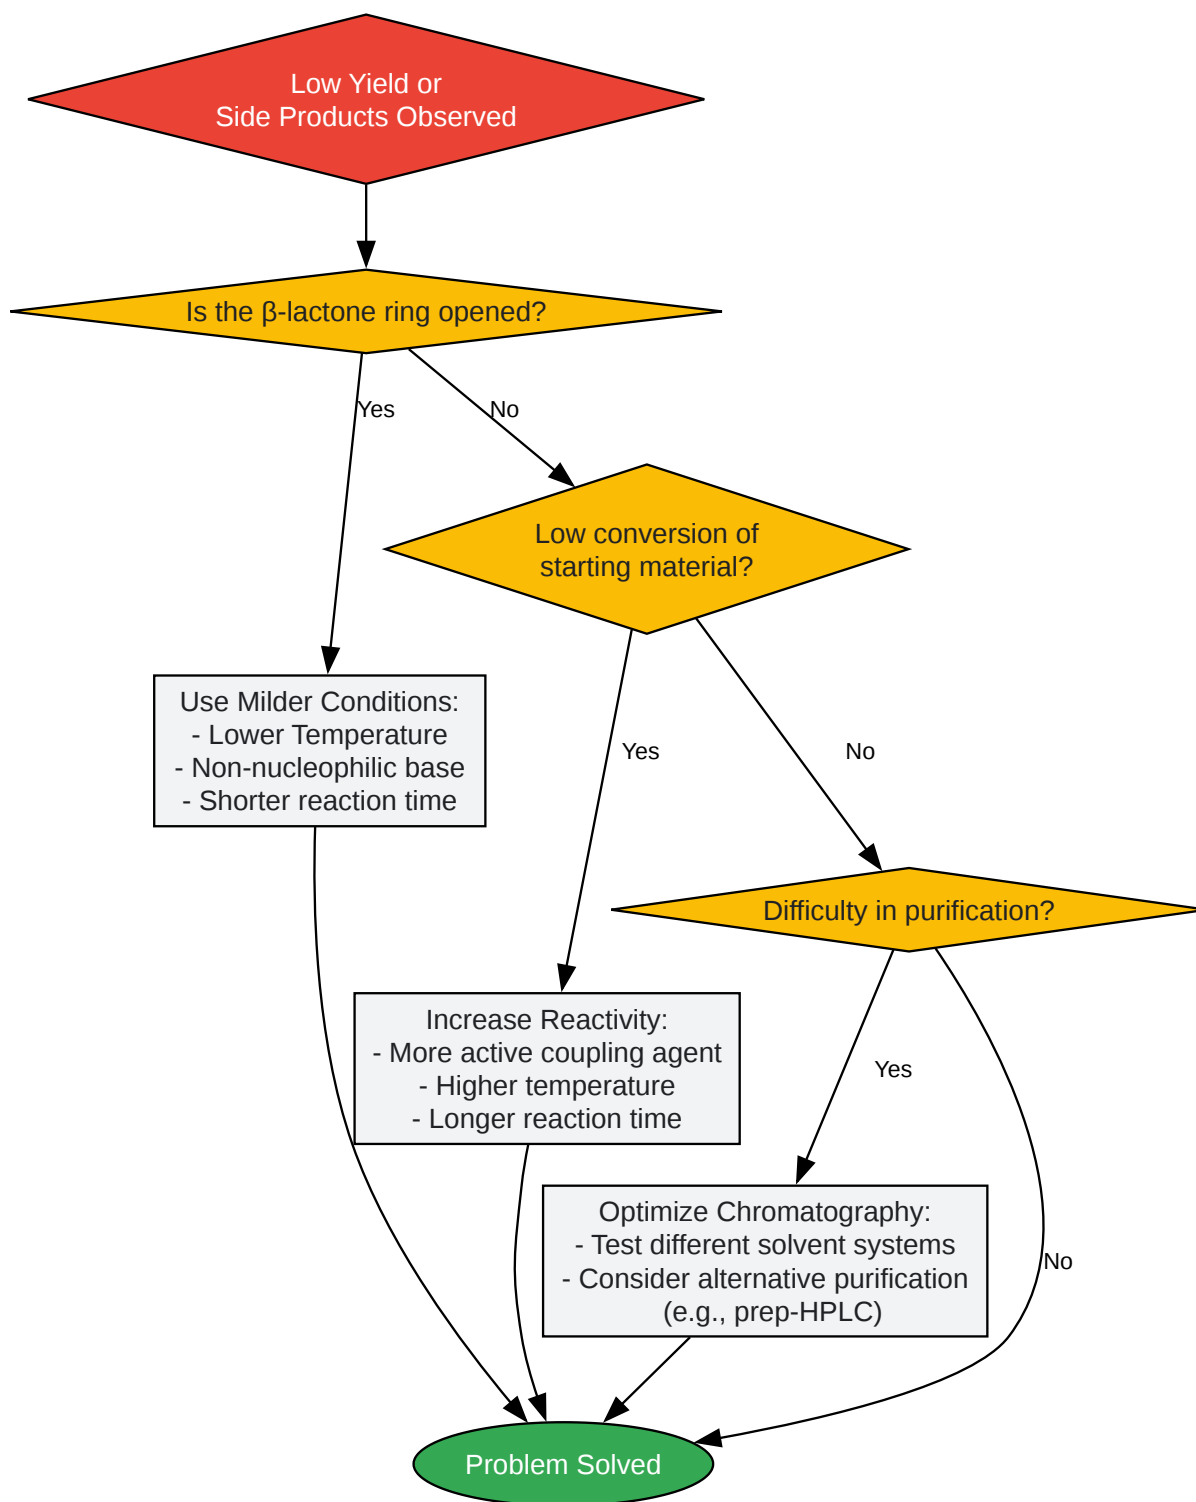 Low Yield or
Side Products Observed
Is the β-lactone ring opened?
Yes
No
Low conversion of
starting material?
Use Milder Conditions:
- Lower Temperature
- Non-nucleophilic base
- Shorter reaction time
Yes
No
Difficulty in purification?
Increase Reactivity:
- More active coupling agent
- Higher temperature
- Longer reaction time
Yes
Optimize Chromatography:
- Test different solvent systems
- Consider alternative purification
(e.g., prep-HPLC)
No
Problem Solved